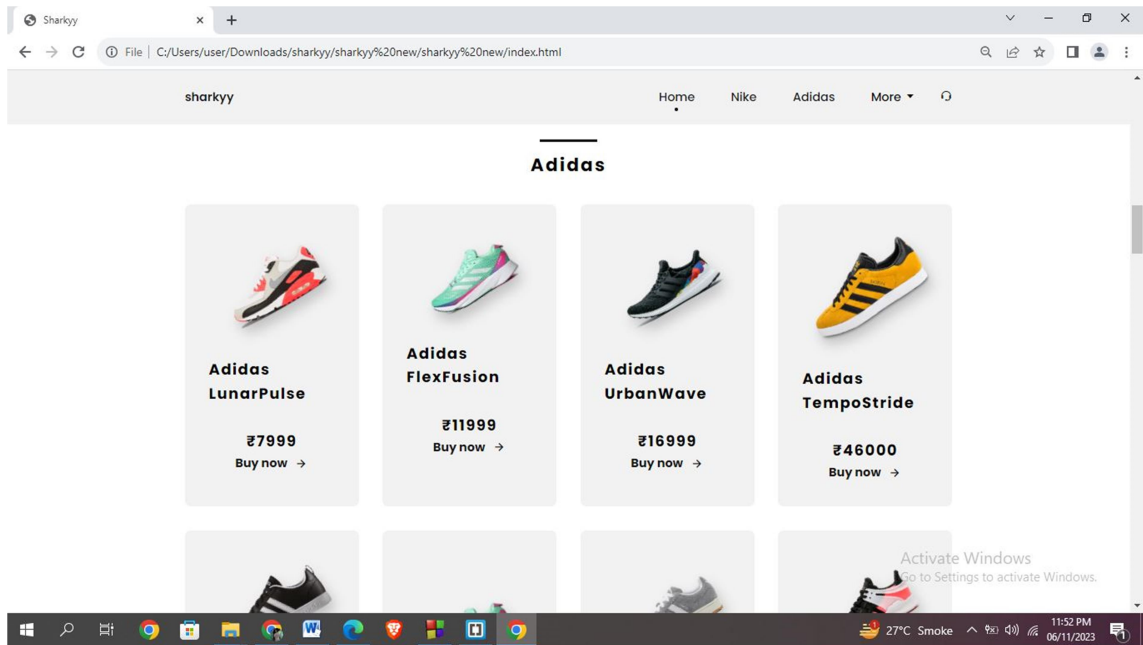 Sharkyy
File
C:/Users/user/Downloads/sharkyy/sharkyy%20new/sharkyy%20new/index.html
sharkyy
Home
Nike
Adidas
More
Adidas
Adidas
LunarPulse
₹7999
Buy now →
Adidas
FlexFusion
₹11999
Buy now →
Adidas
UrbanWave
₹16999
Buy now →
Adidas
TempoStride
₹46000
Buy now →
Activate Windows
Go to Settings to activate Windows.
27°C Smoke
11:52 PM
06/11/2023